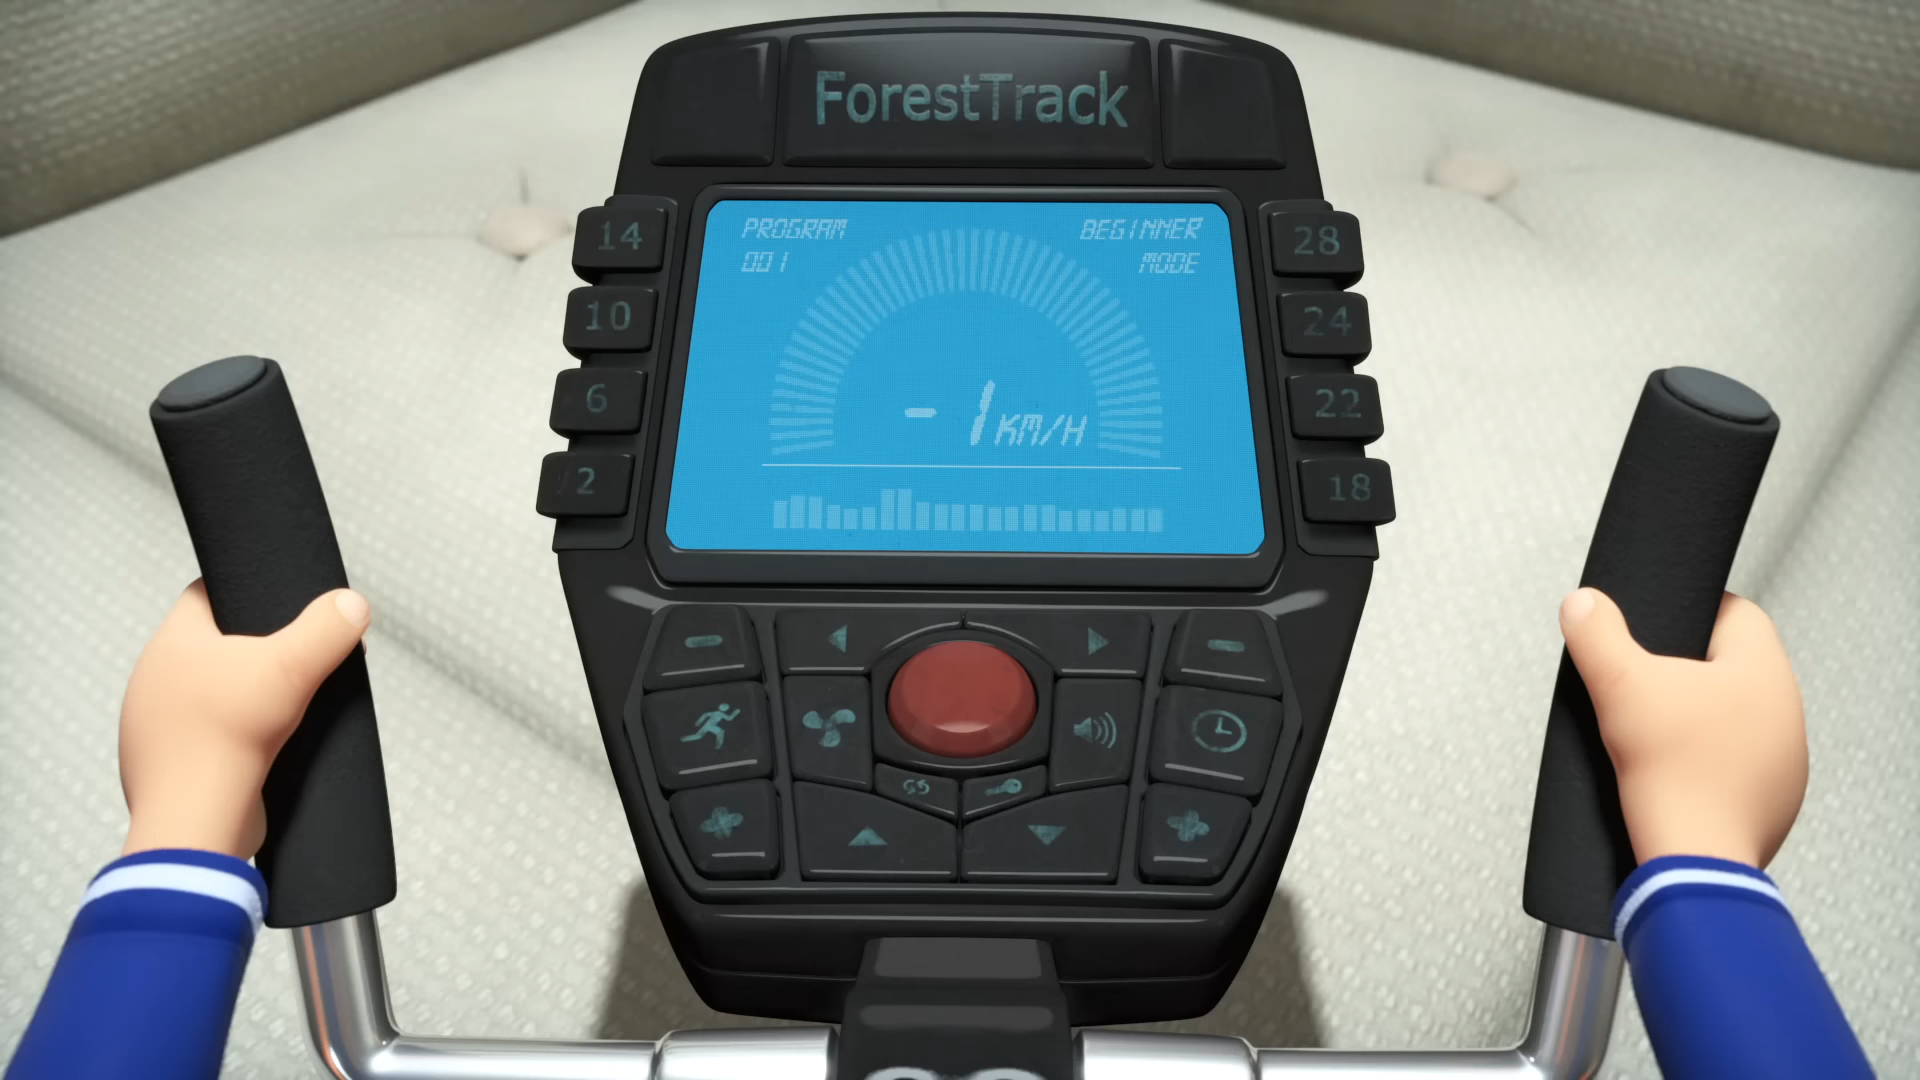 ForestTrack
PROGRAM
001
BEGINNER
MODE
14
10
6
2
28
24
22
18
-1 KM/H